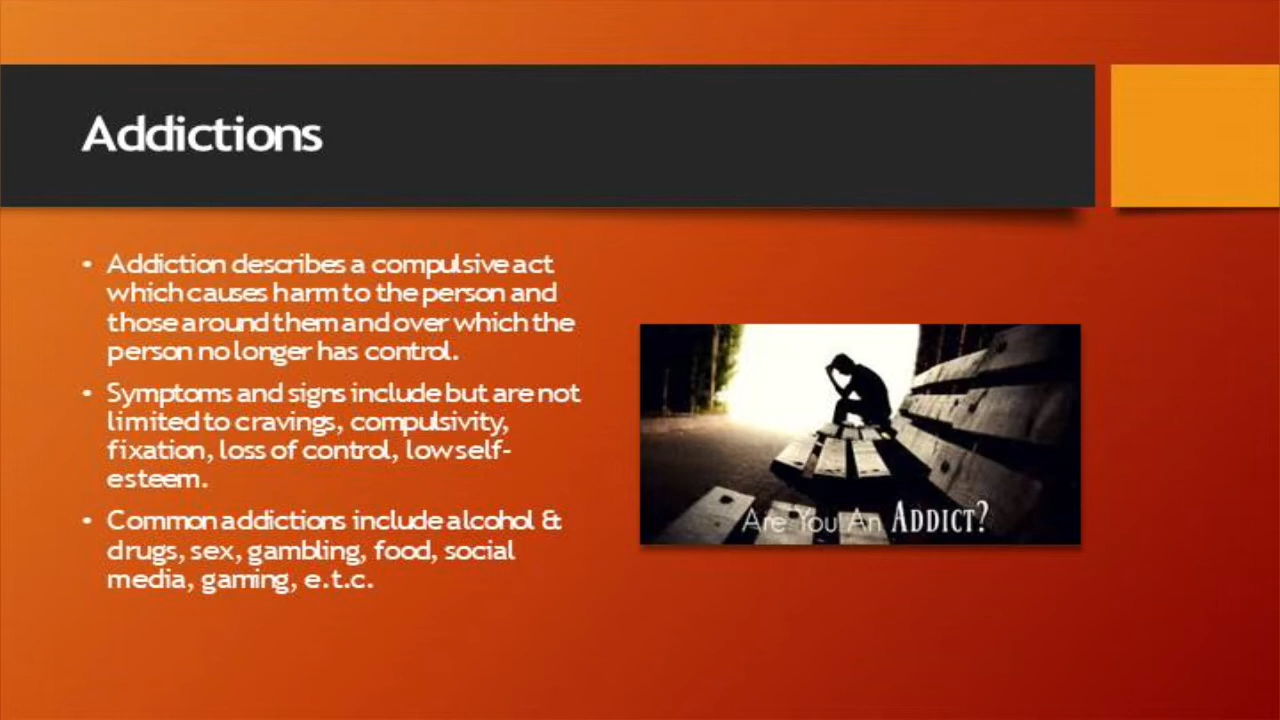 Addictions
• Addiction describes a compulsive act
which causes harm to the person and
those around them and over which the
person no longer has control.
• Symptoms and signs include but are not
limited to cravings, compulsivity,
fixation, loss of control, low self-
esteem.
• Common addictions include alcohol &
drugs, sex, gambling, food, social
media, gaming, e.t.c.
Are You An ADDICT?